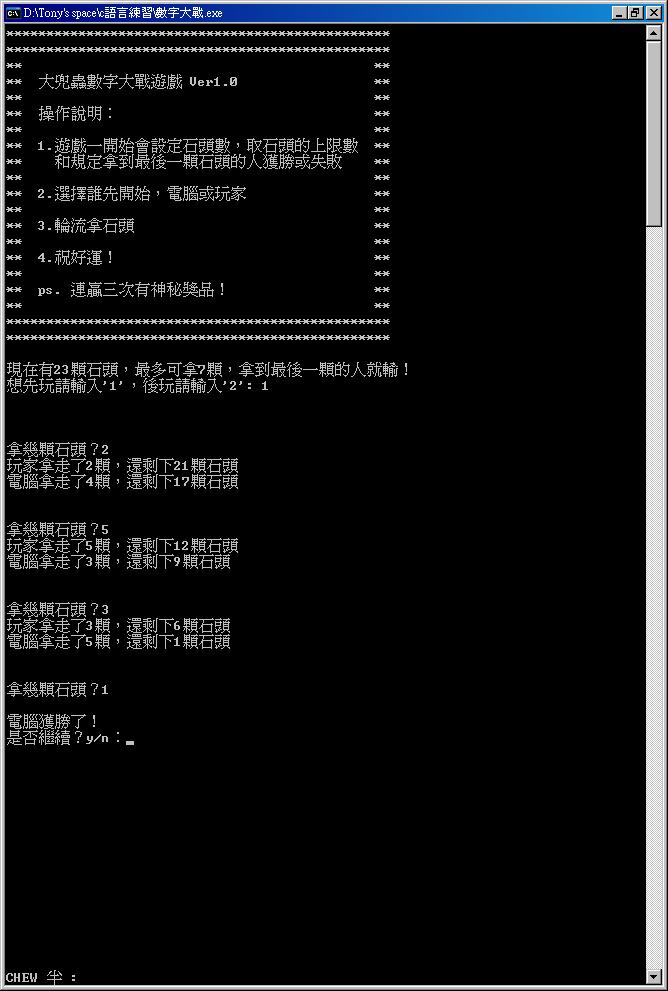 D:\Tony's space\c語言練習\數字大戰.exe
************************************************
************************************************
** **
** 大兜蟲數字大戰遊戲 Ver1.0 **
** **
** 操作說明： **
** **
** 1.遊戲一開始會設定石頭數，取石頭的上限數 **
** 和規定拿到最後一顆石頭的人獲勝或失敗 **
** **
** 2.選擇誰先開始，電腦或玩家 **
** **
** 3.輪流拿石頭 **
** **
** 4.祝好運！ **
** **
** ps. 連贏三次有神秘獎品！ **
** **
************************************************
************************************************
現在有23顆石頭，最多可拿7顆，拿到最後一顆的人就輸！
想先玩請輸入'1'，後玩請輸入'2': 1
拿幾顆石頭？2
玩家拿走了2顆，還剩下21顆石頭
電腦拿走了4顆，還剩下17顆石頭
拿幾顆石頭？5
玩家拿走了5顆，還剩下12顆石頭
電腦拿走了3顆，還剩下9顆石頭
拿幾顆石頭？3
玩家拿走了3顆，還剩下6顆石頭
電腦拿走了5顆，還剩下1顆石頭
拿幾顆石頭？1
電腦獲勝了！
是否繼續？y/n：_
CHEW 半 :